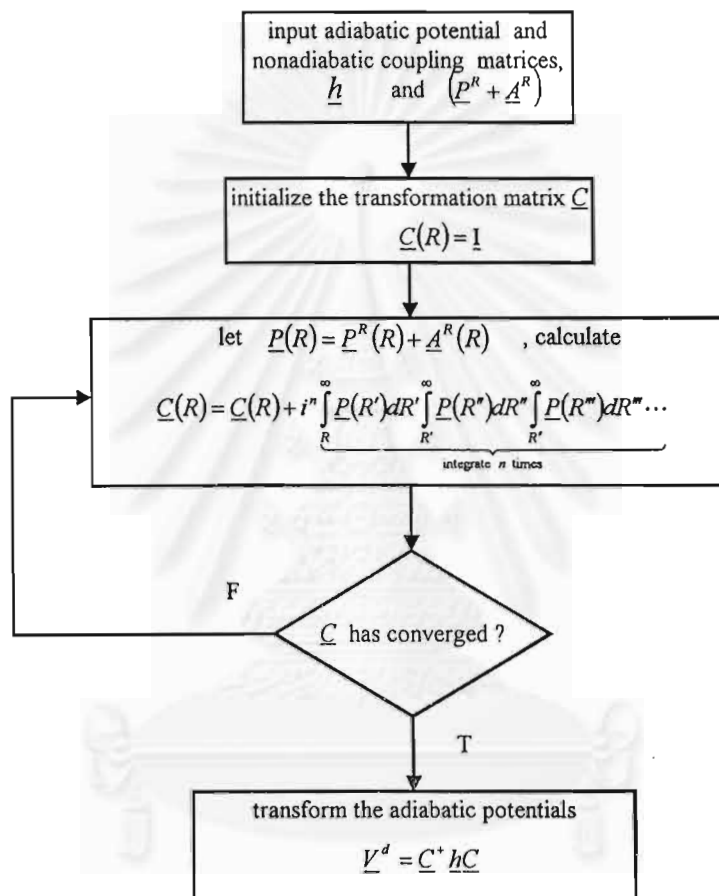 input adiabatic potential and
nonadiabatic coupling matrices,
h and (P^R + A^R)
initialize the transformation matrix C
C(R) = I
let P(R) = P^R(R) + A^R(R) , calculate
C(R) = C(R) + i^n ∫_R^∞ P(R')dR' ∫_{R'}^∞ P(R")dR" ∫_{R"}^∞ P(R''')dR''' ⋯
integrate n times
F
C has converged ?
T
transform the adiabatic potentials
V^d = C^+ hC